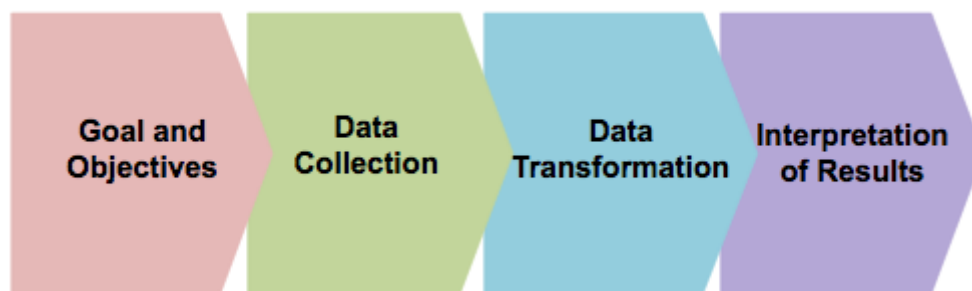 Goal and
Objectives
Data
Collection
Data
Transformation
Interpretation
of Results